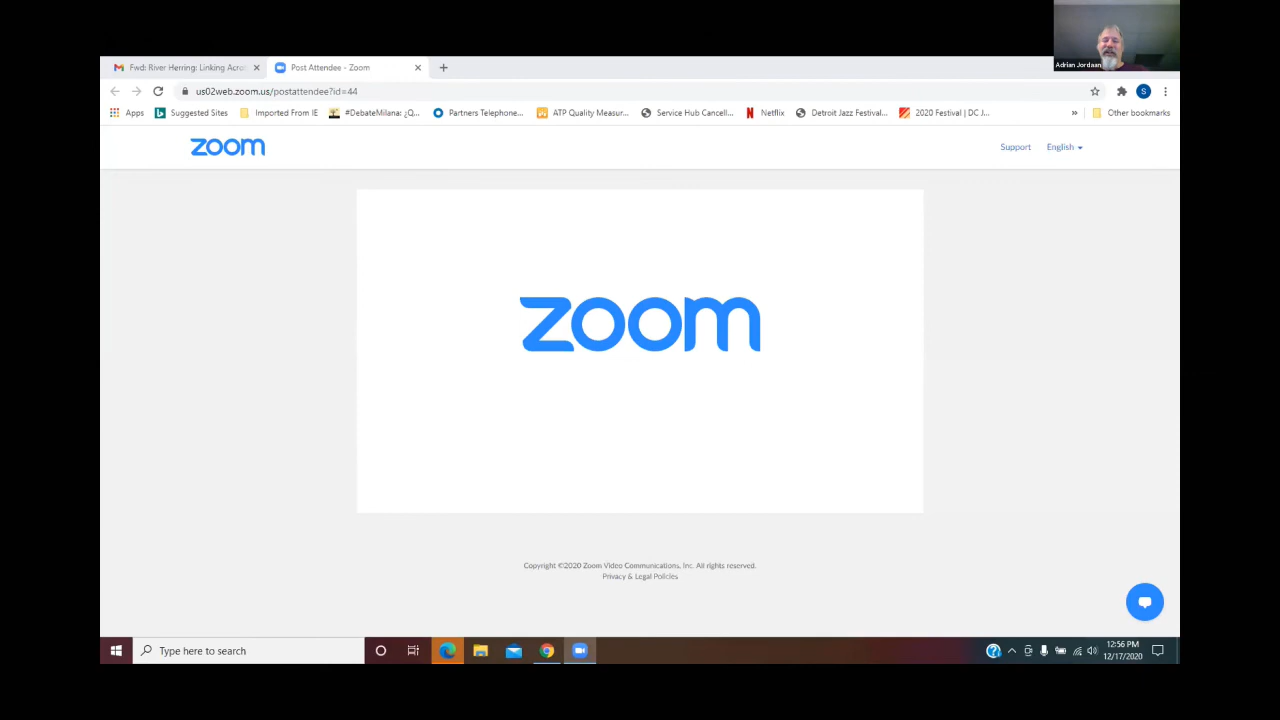 Adrian Jordaan
Fwd: River Herring: Linking Acro
Post Attendee - Zoom
us02web.zoom.us/postattendee?id=44
Apps
Suggested Sites
Imported From IE
#DebateMilana: ¿Q...
Partners Telephone...
ATP Quality Measur...
Service Hub Cancell...
Netflix
Detroit Jazz Festival...
2020 Festival | DC J...
»
Other bookmarks
zoom
Support
English
zoom
Copyright ©2020 Zoom Video Communications, Inc. All rights reserved.
Privacy & Legal Policies
Type here to search
12:56 PM
12/17/2020